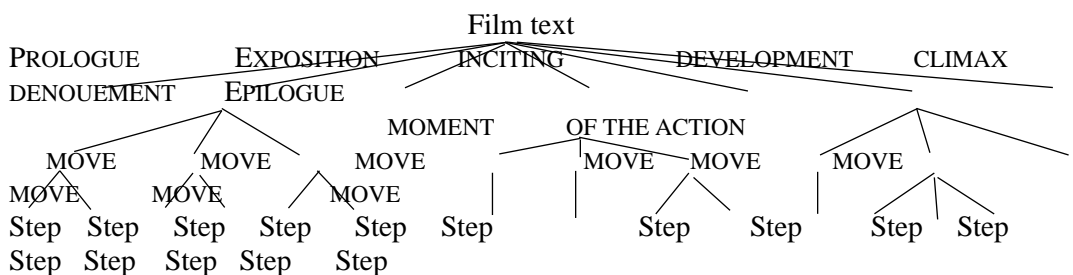 Film text
PROLOGUE EXPOSITION INCITING DEVELOPMENT CLIMAX
DENOUEMENT EPILOGUE
MOMENT OF THE ACTION
MOVE MOVE MOVE MOVE MOVE MOVE
MOVE MOVE MOVE
Step Step Step Step Step Step Step Step Step Step
Step Step Step Step Step